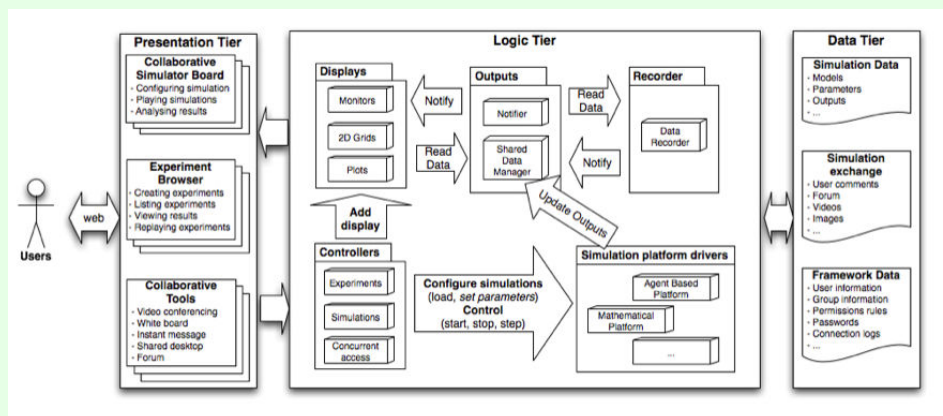 Users
web
Presentation Tier
Collaborative
Simulator Board
- Configuring simulation
- Playing simulations
- Analysing results
Experiment
Browser
- Creating experiments
- Listing experiments
- Viewing results
- Replaying experiments
Collaborative
Tools
- Video conferencing
- White board
- Instant message
- Shared desktop
- Forum
Logic Tier
Displays
Monitors
2D Grids
Plots
Notify
Read
Data
Outputs
Notifier
Shared
Data
Manager
Read
Data
Notify
Recorder
Data
Recorder
Add
display
Update Outputs
Controllers
Experiments
Simulations
Concurrent
access
Configure simulations
(load, set parameters)
Control
(start, stop, step)
Simulation platform drivers
Agent Based
Platform
Mathematical
Platform
...
Data Tier
Simulation Data
- Models
- Parameters
- Outputs
- ...
Simulation
exchange
- User comments
- Forum
- Videos
- Images
- ...
Framework Data
- User information
- Group information
- Permissions rules
- Passwords
- Connection logs
- ...